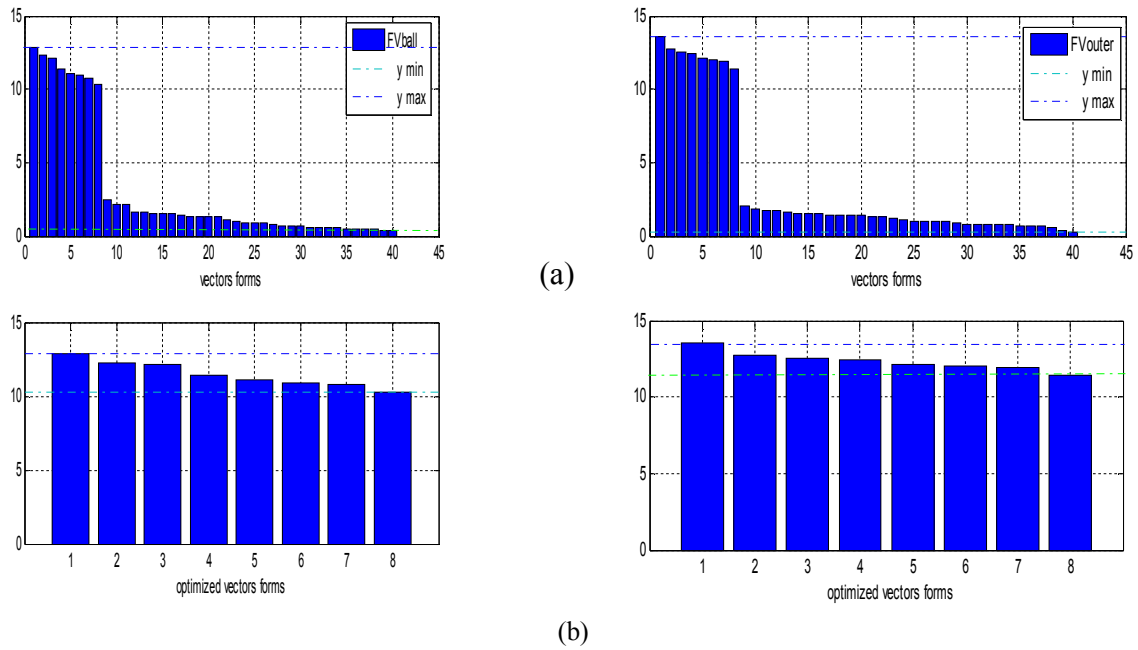 15
10
5
0
FVball
y min
y max
0 5 10 15 20 25 30 35 40 45
vectors forms
15
10
5
0
FVouter
y min
y max
0 5 10 15 20 25 30 35 40 45
vectors forms
(a)
15
10
5
0
1 2 3 4 5 6 7 8
optimized vectors forms
15
10
5
0
1 2 3 4 5 6 7 8
optimized vectors forms
(b)